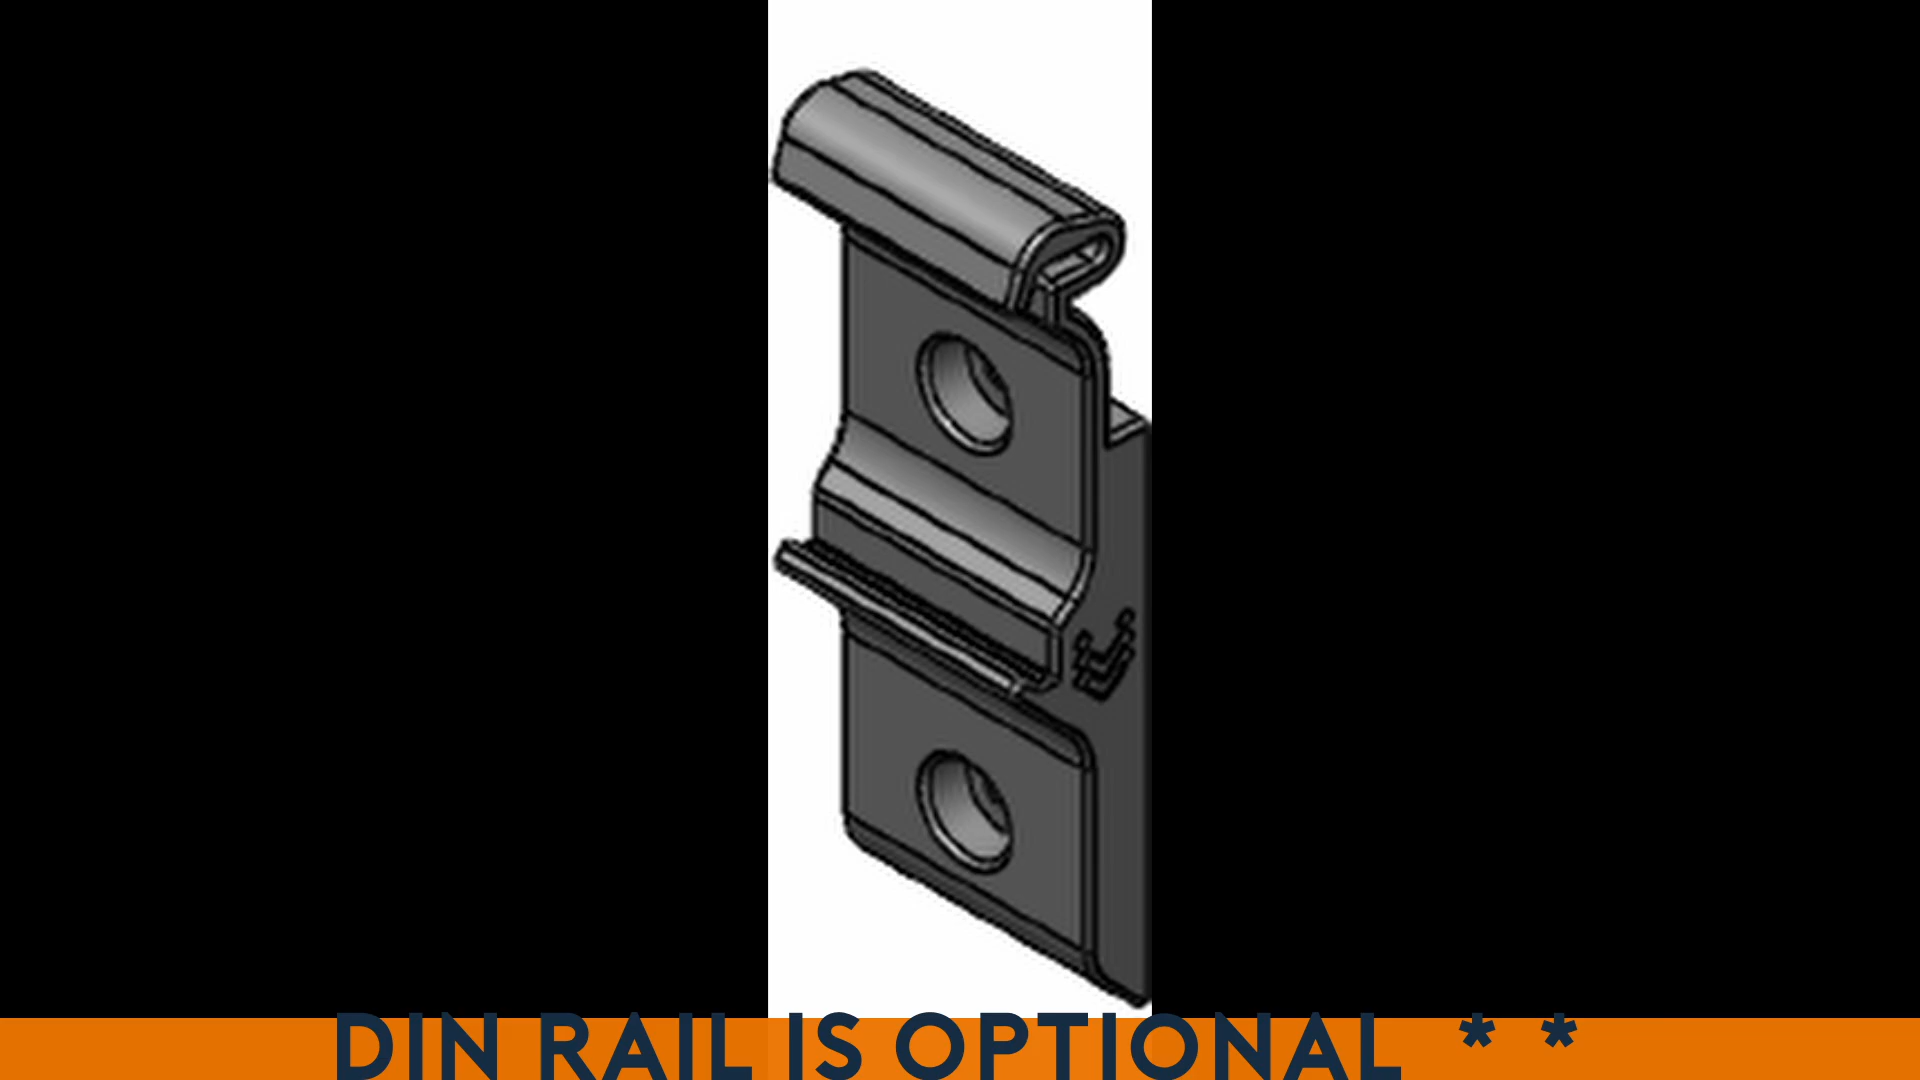 DIN RAIL IS OPTIONAL * *